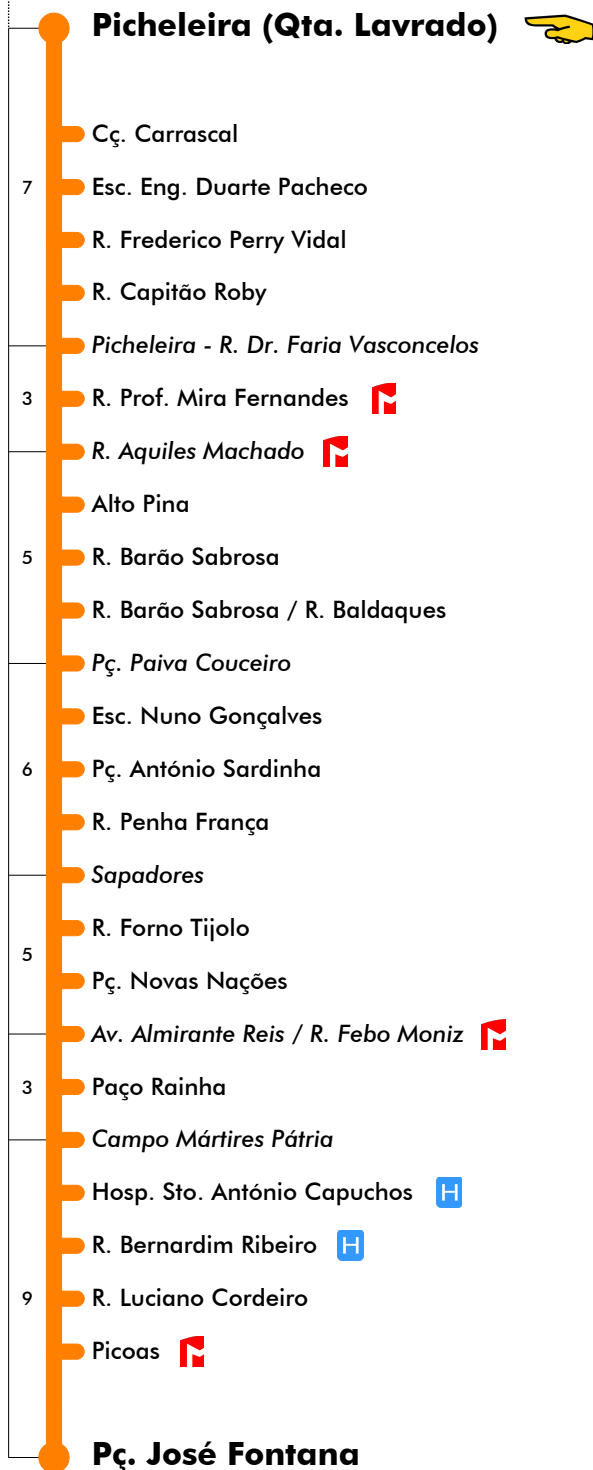 Picheleira (Qta. Lavrado)
Cç. Carrascal
7 Esc. Eng. Duarte Pacheco
R. Frederico Perry Vidal
R. Capitão Roby
Picheleira - R. Dr. Faria Vasconcelos
3 R. Prof. Mira Fernandes
R. Aquiles Machado
Alto Pina
5 R. Barão Sabrosa
R. Barão Sabrosa / R. Baldaques
Pç. Paiva Couceiro
Esc. Nuno Gonçalves
6 Pç. António Sardinha
R. Penha França
Sapadores
R. Forno Tijolo
5
Pç. Novas Nações
Av. Almirante Reis / R. Febo Moniz
3 Paço Rainha
Campo Mártires Pátria
Hosp. Sto. António Capuchos H
R. Bernardim Ribeiro H
9 R. Luciano Cordeiro
Picoas
Pç. José Fontana